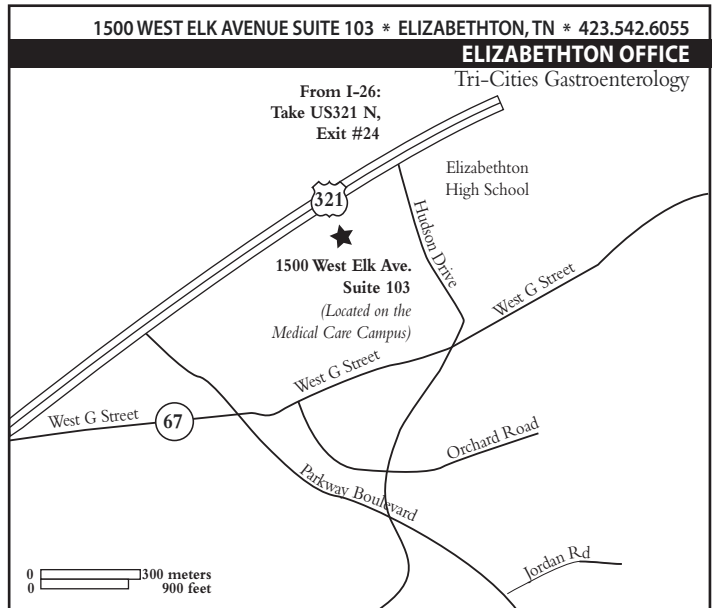 1500 WEST ELK AVENUE SUITE 103 * ELIZABETHTON, TN * 423.542.6055
ELIZABETHTON OFFICE
Tri-Cities Gastroenterology
From I-26:
Take US321 N,
Exit #24
Elizabethton
High School
321
Hudson Drive
1500 West Elk Ave.
Suite 103
(Located on the
Medical Care Campus)
West G Street
West G Street
West G Street
67
Orchard Road
Parkway Boulevard
Jordan Rd
0 300 meters
0 900 feet